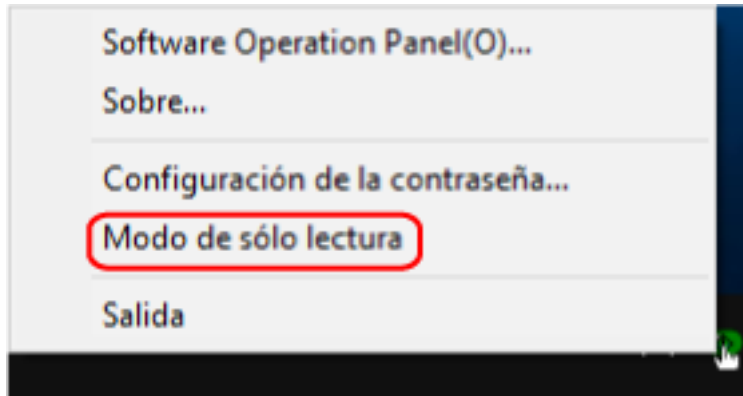 Software Operation Panel(O)...
Sobre...
Configuración de la contraseña...
Modo de sólo lectura
Salida